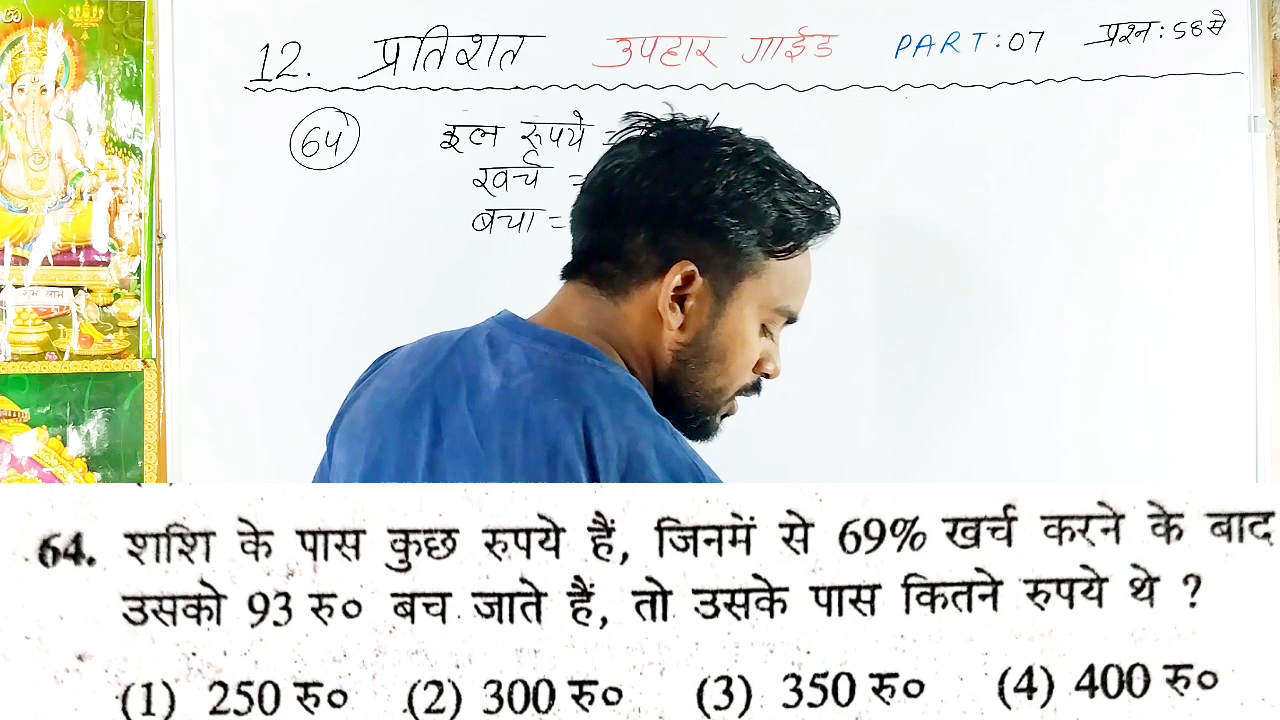 12. प्रतिशत उपहार गाईड PART:07 प्रश्न:58से
64 कुल रुपये =
खर्च =
बचा =
शुभ लाभ
64. शशि के पास कुछ रुपये हैं, जिनमें से 69% खर्च करने के बाद
उसको 93 रु० बच जाते हैं, तो उसके पास कितने रुपये थे ?
(1) 250 रु० (2) 300 रु० (3) 350 रु० (4) 400 रु०